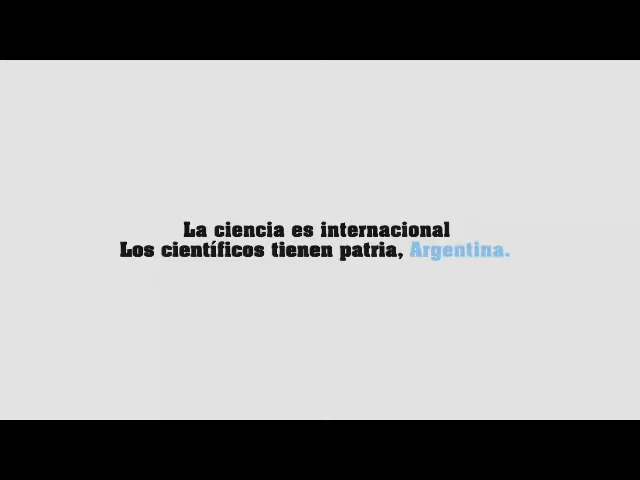 La ciencia es internacional
Los científicos tienen patria, Argentina.